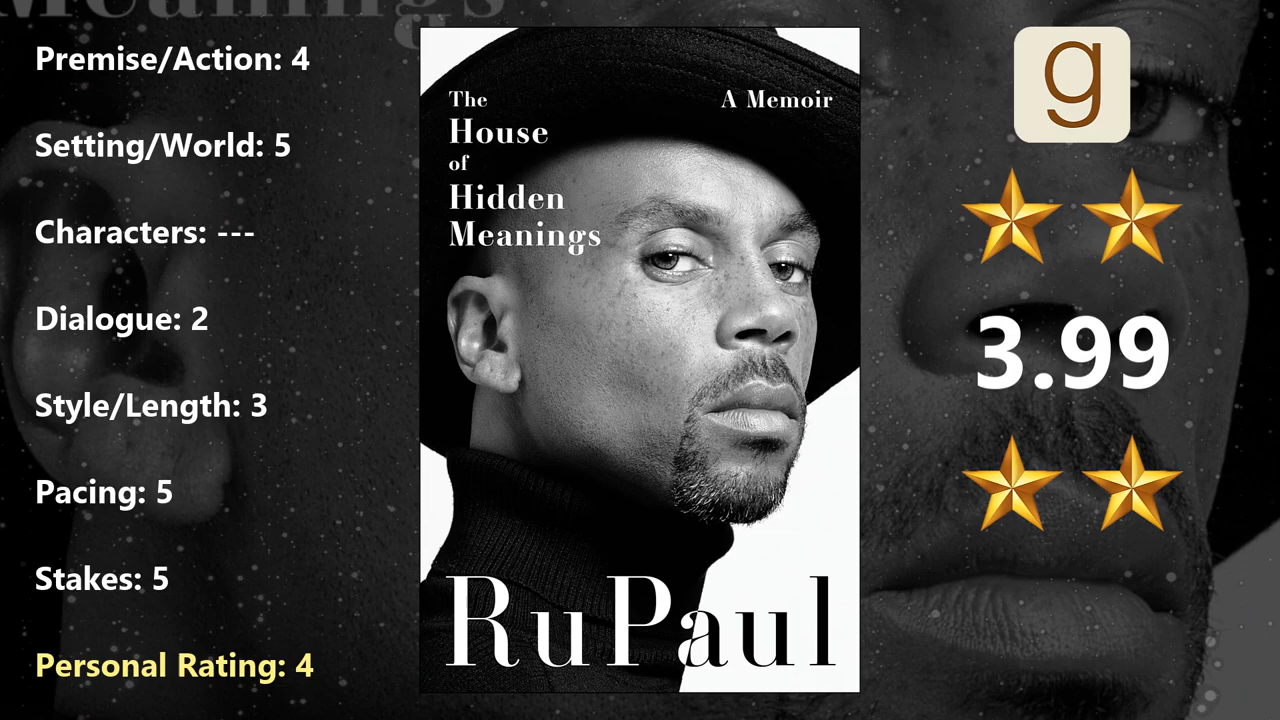 Meanings
Premise/Action: 4
Setting/World: 5
Characters: ---
Dialogue: 2
Style/Length: 3
Pacing: 5
Stakes: 5
Personal Rating: 4
The
House
of
Hidden
Meanings
A Memoir
RuPaul
g
3.99